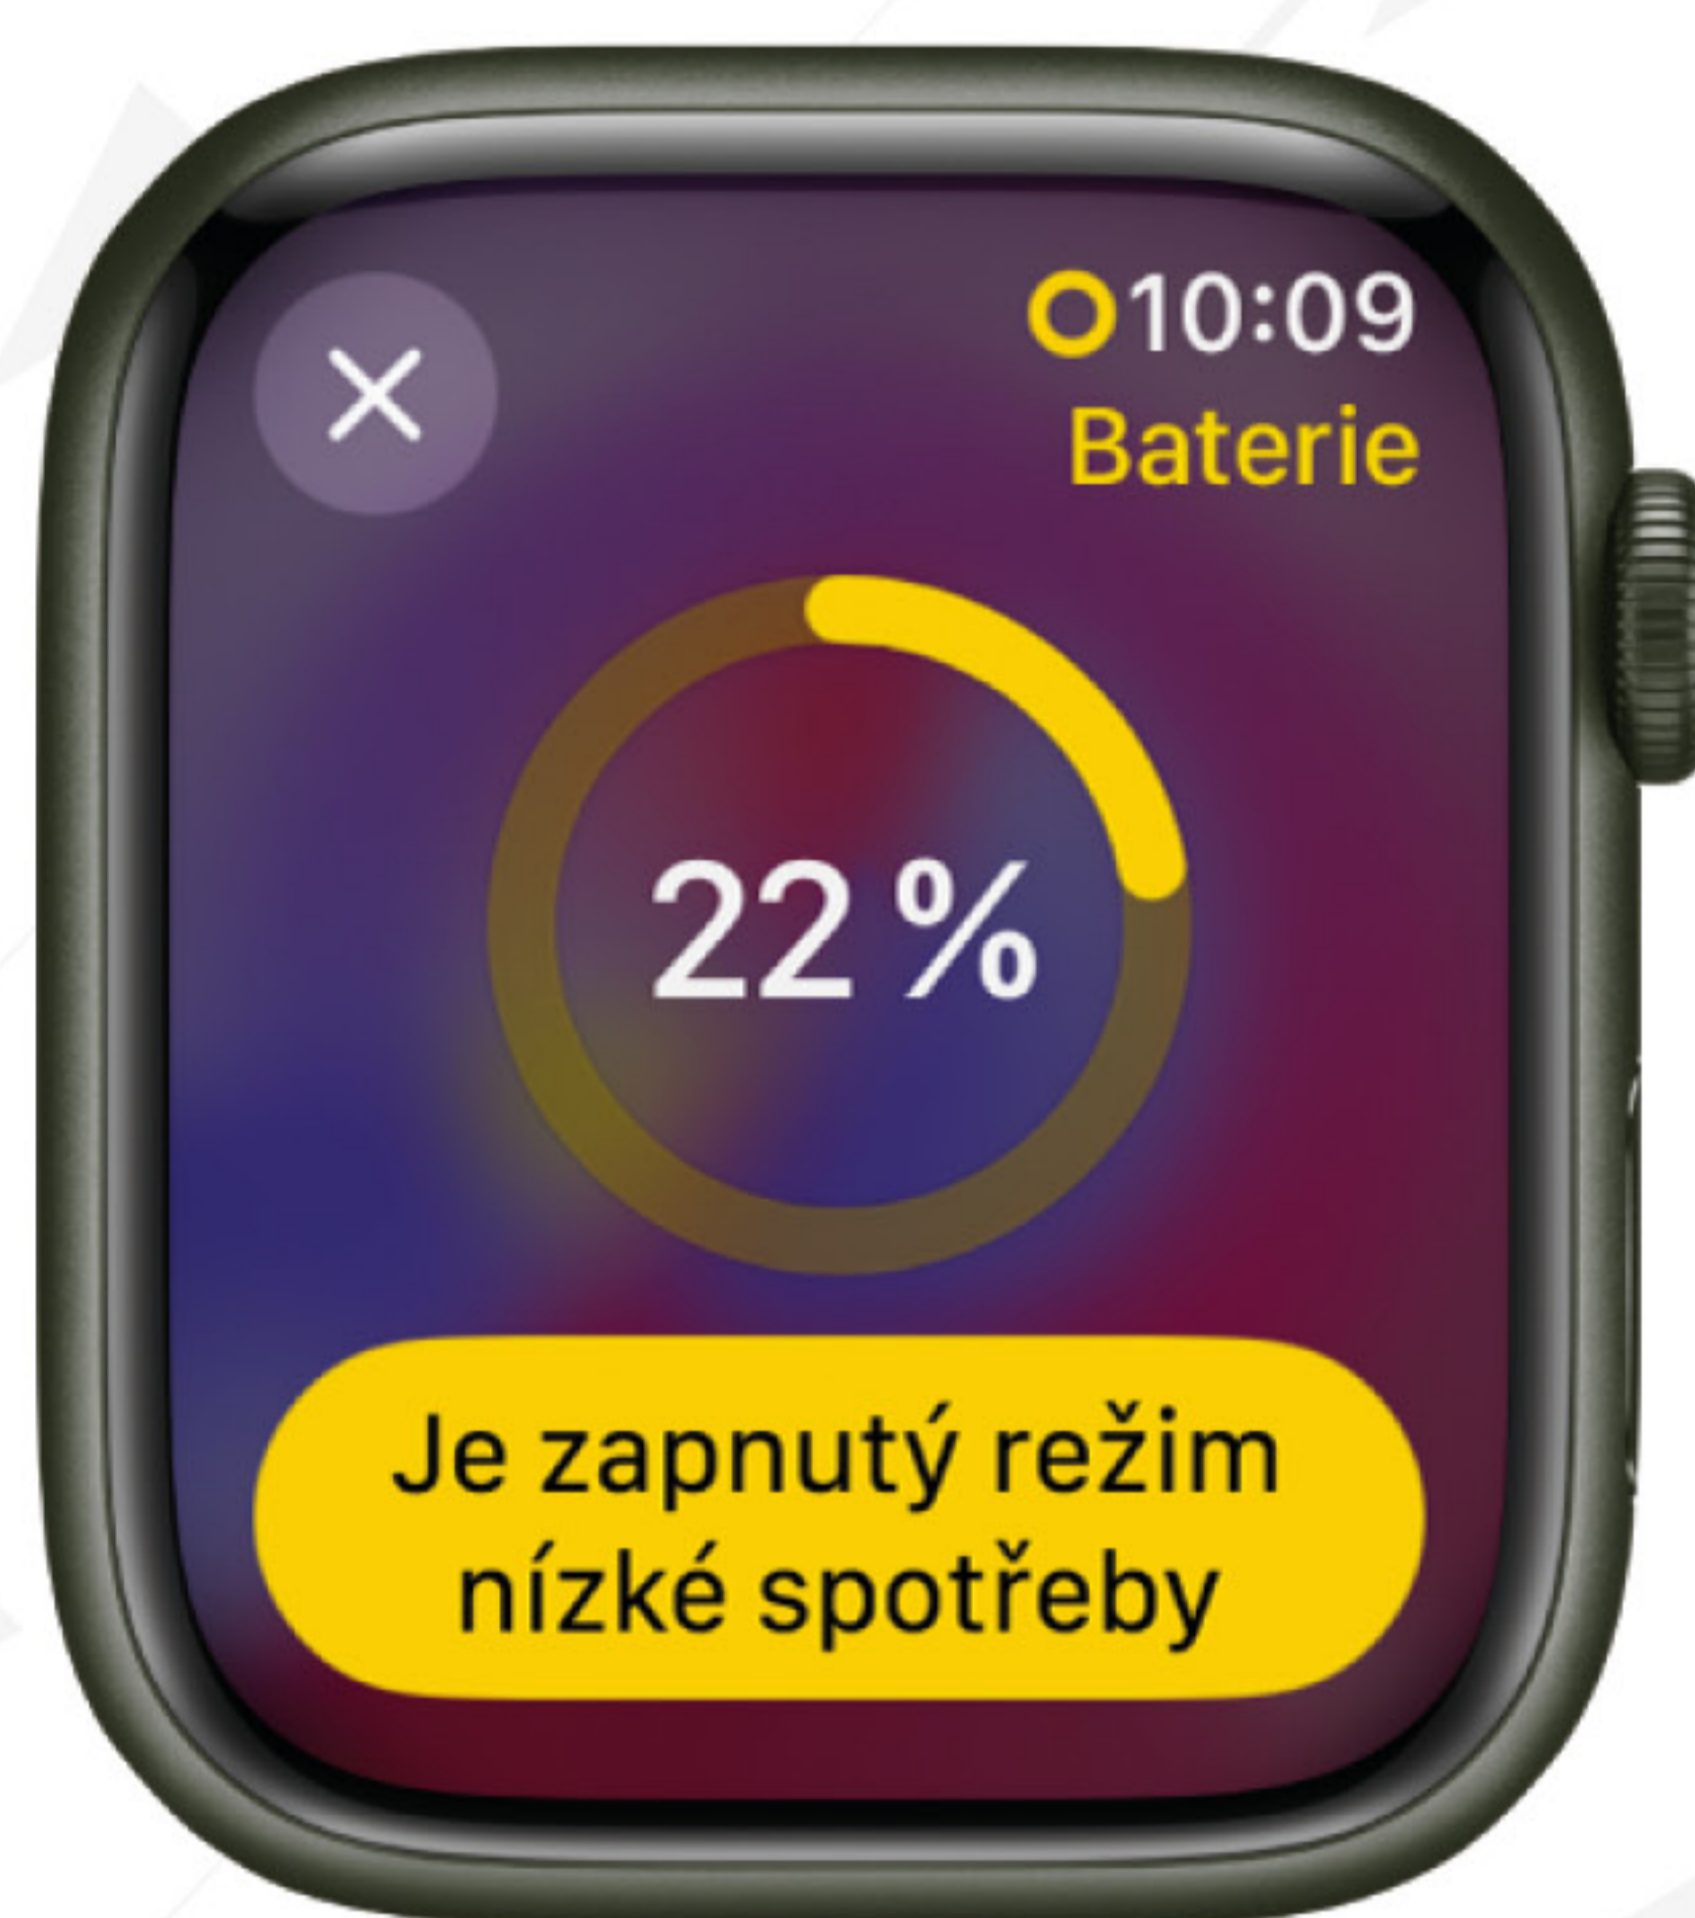 10:09
Baterie
22 %
Je zapnutý režim
nízké spotřeby